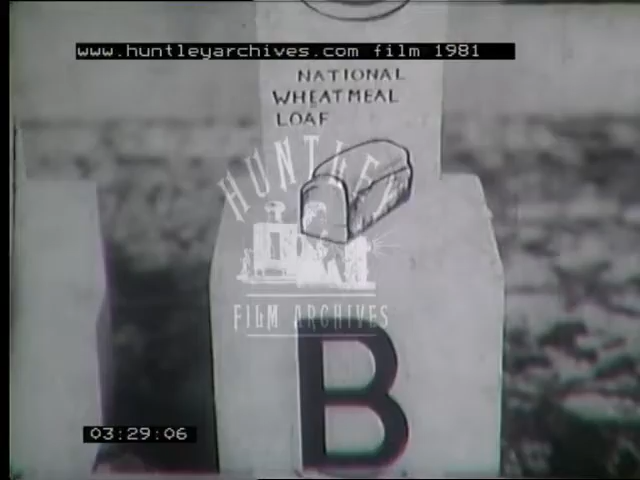 www.huntleyarchives.com film 1981
NATIONAL
WHEATMEAL
LOAF
HUNTLEY
FILM ARCHIVES
B
03:29:06